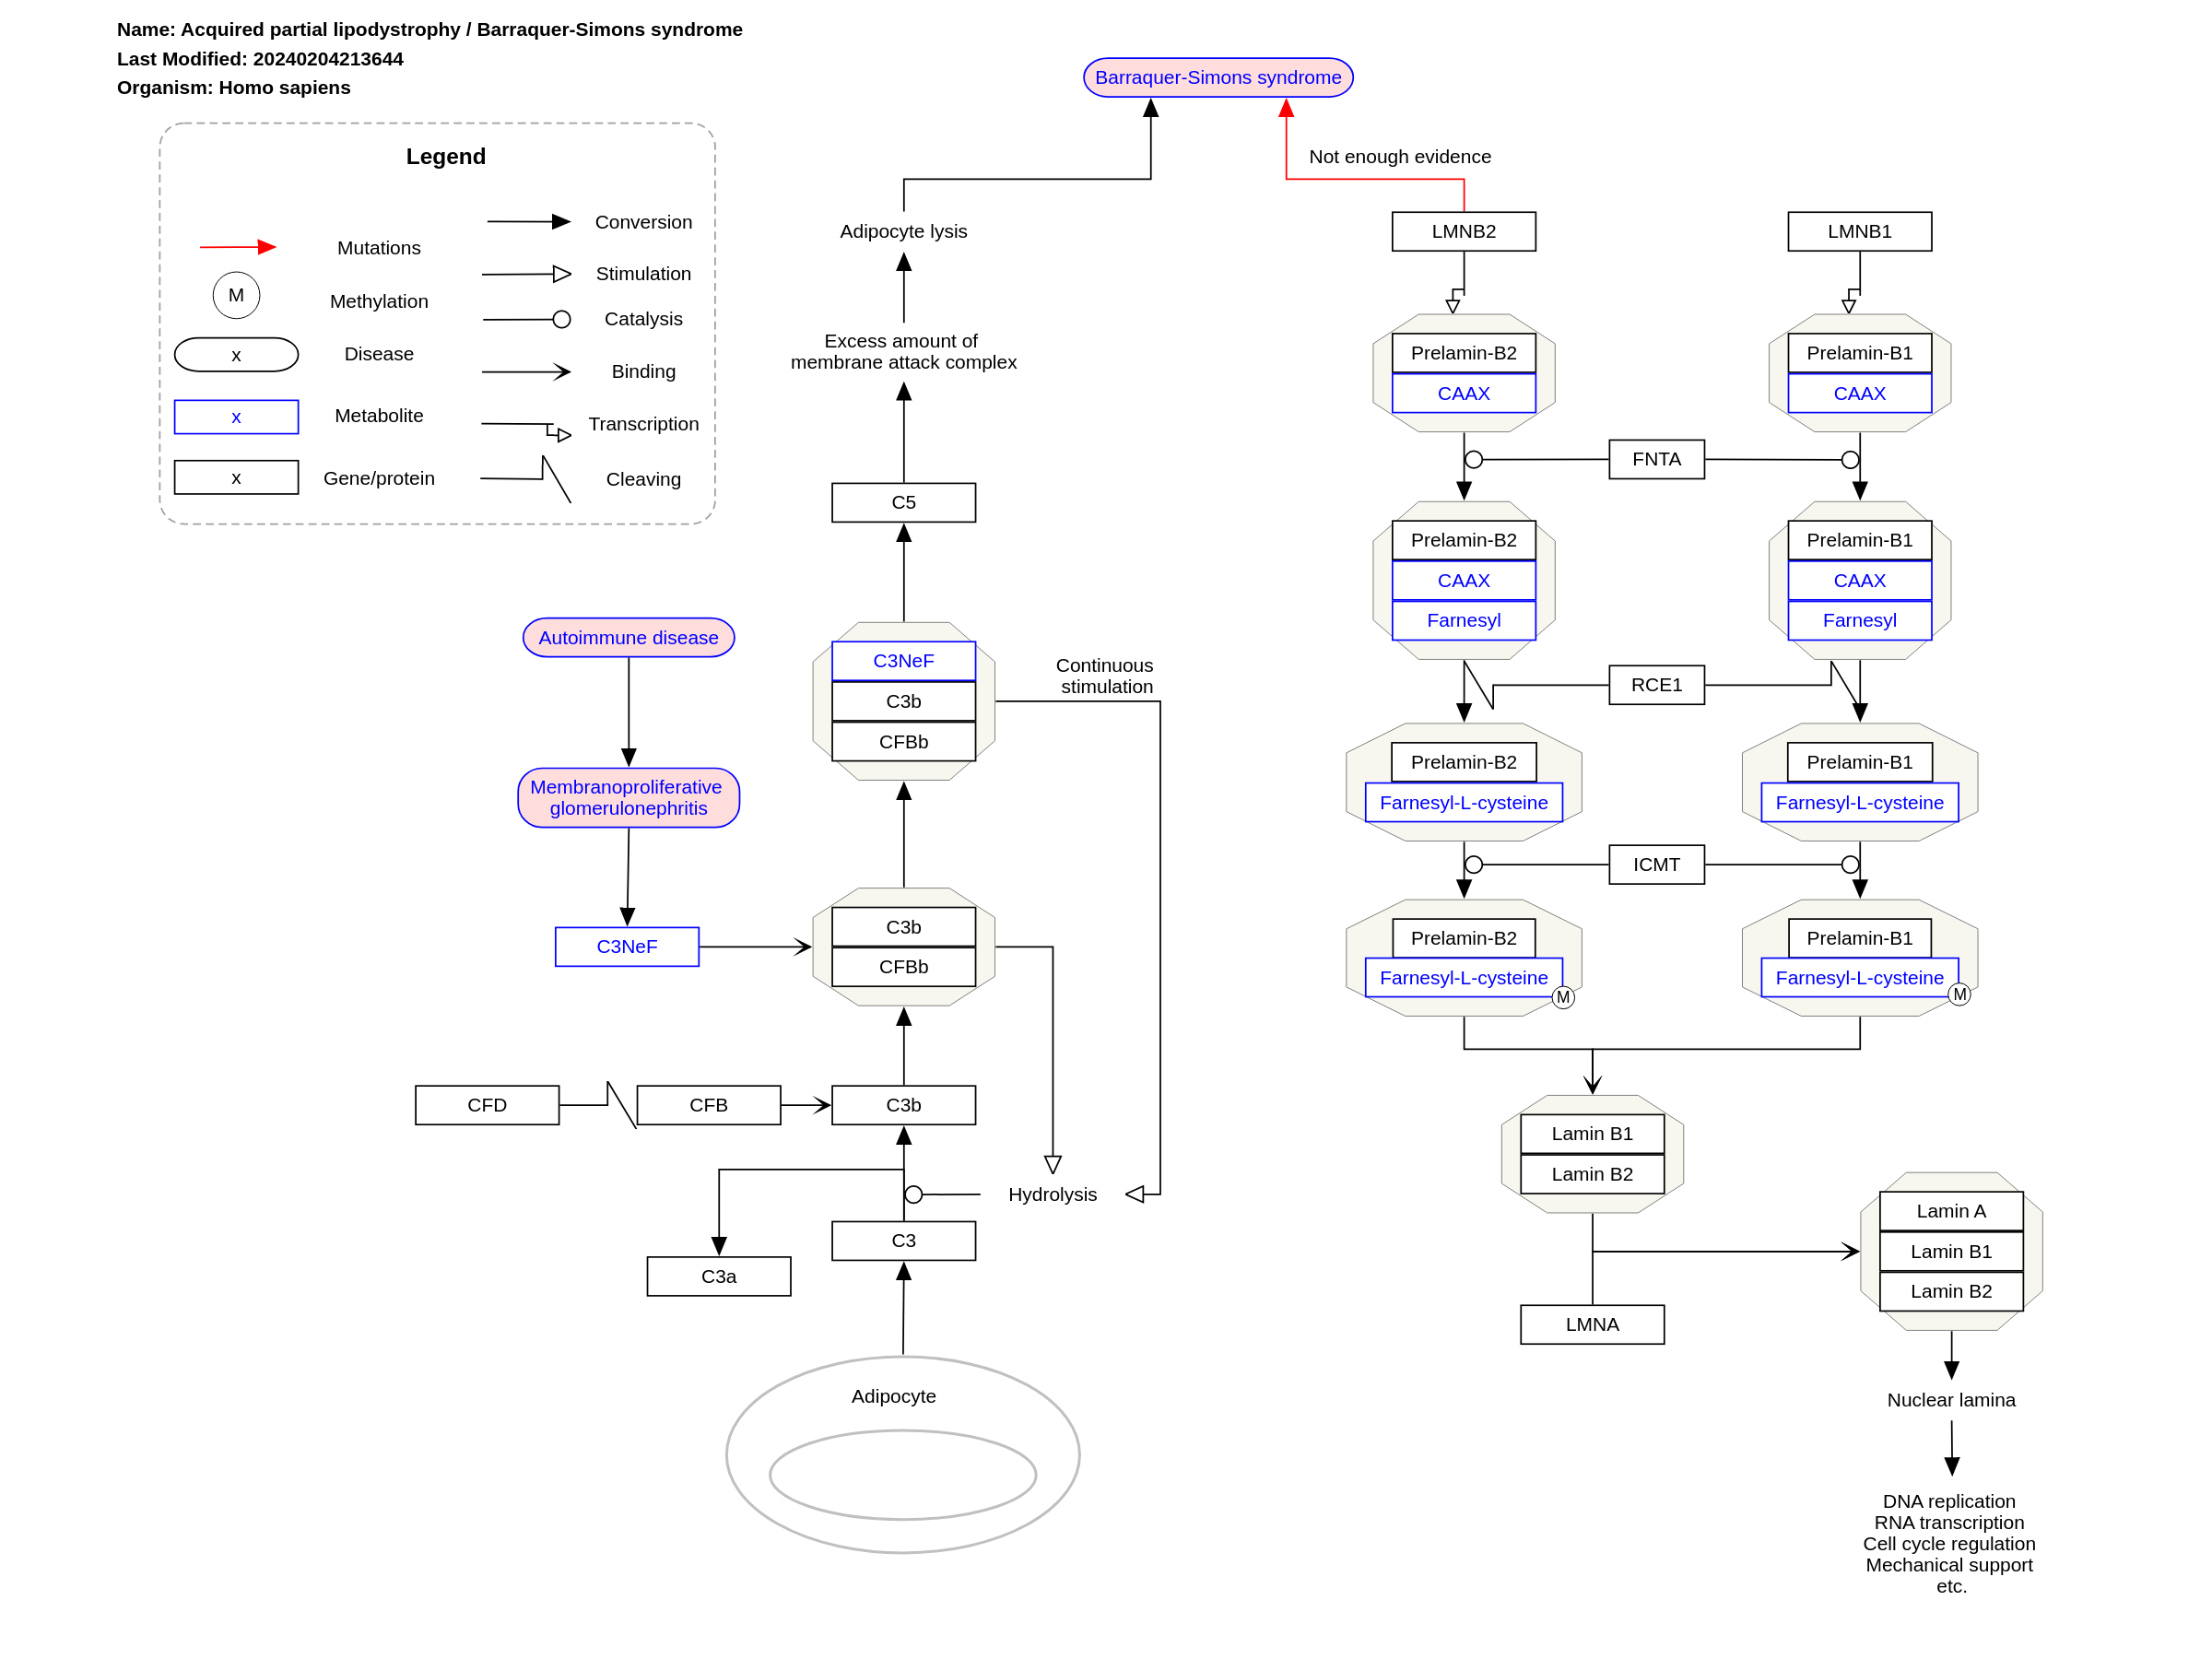 Name: Acquired partial lipodystrophy / Barraquer-Simons syndrome
Last Modified: 20240204213644
Organism: Homo sapiens
Legend
Mutations
M
Methylation
x
Disease
x
Metabolite
x
Gene/protein
Conversion
Stimulation
Catalysis
Binding
Transcription
Cleaving
Barraquer-Simons syndrome
Not enough evidence
Adipocyte lysis
Excess amount of
membrane attack complex
C5
Autoimmune disease
Membranoproliferative
glomerulonephritis
C3NeF
C3NeF
C3b
CFBb
Continuous
stimulation
C3b
CFBb
CFD
CFB
C3b
Hydrolysis
C3
C3a
Adipocyte
LMNB2
LMNB1
Prelamin-B2
CAAX
Prelamin-B1
CAAX
FNTA
Prelamin-B2
CAAX
Farnesyl
Prelamin-B1
CAAX
Farnesyl
RCE1
Prelamin-B2
Farnesyl-L-cysteine
Prelamin-B1
Farnesyl-L-cysteine
ICMT
Prelamin-B2
Farnesyl-L-cysteine
M
Prelamin-B1
Farnesyl-L-cysteine
M
Lamin B1
Lamin B2
LMNA
Lamin A
Lamin B1
Lamin B2
Nuclear lamina
DNA replication
RNA transcription
Cell cycle regulation
Mechanical support
etc.